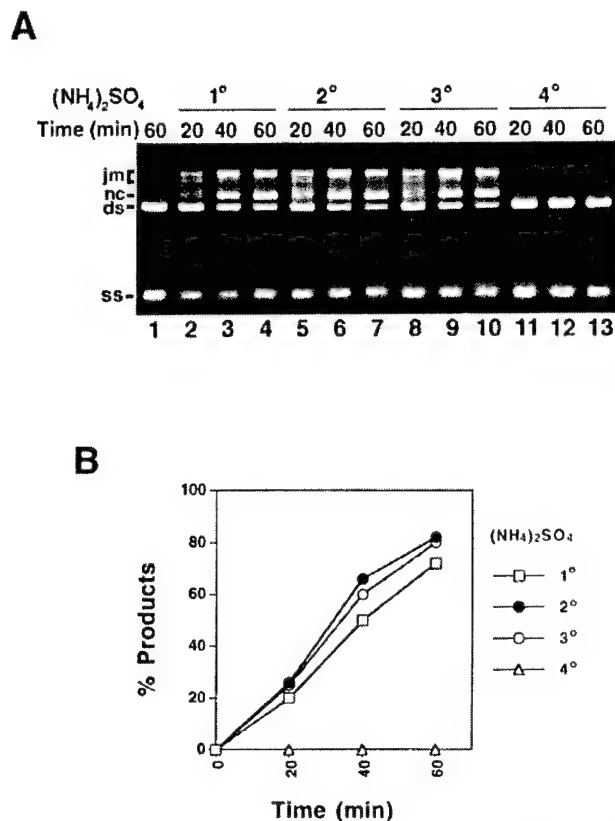 A
(NH4)2SO4 1° 2° 3° 4°
Time (min) 60 20 40 60 20 40 60 20 40 60 20 40 60
jm
nc
ds
ss
1 2 3 4 5 6 7 8 9 10 11 12 13
B
% Products
100
80
60
40
20
0
0 20 40 60
Time (min)
(NH4)2SO4
1°
2°
3°
4°